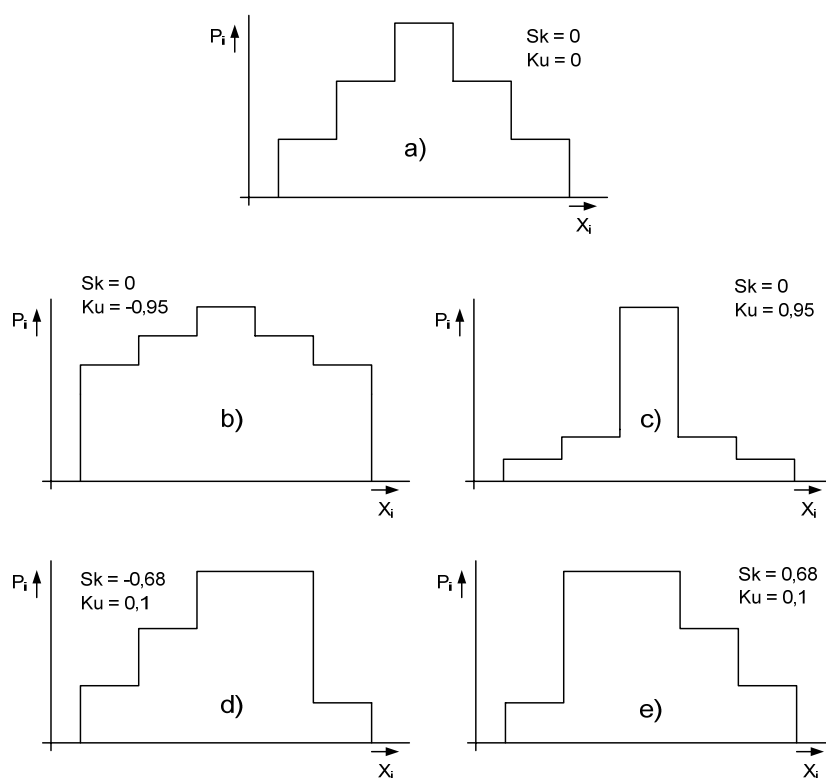 Pi
Sk = 0
Ku = 0
a)
Xi
Sk = 0
Ku = -0,95
Pi
b)
Xi
Sk = 0
Ku = 0,95
Pi
c)
Xi
Sk = -0,68
Ku = 0,1
Pi
d)
Xi
Sk = 0,68
Ku = 0,1
Pi
e)
Xi